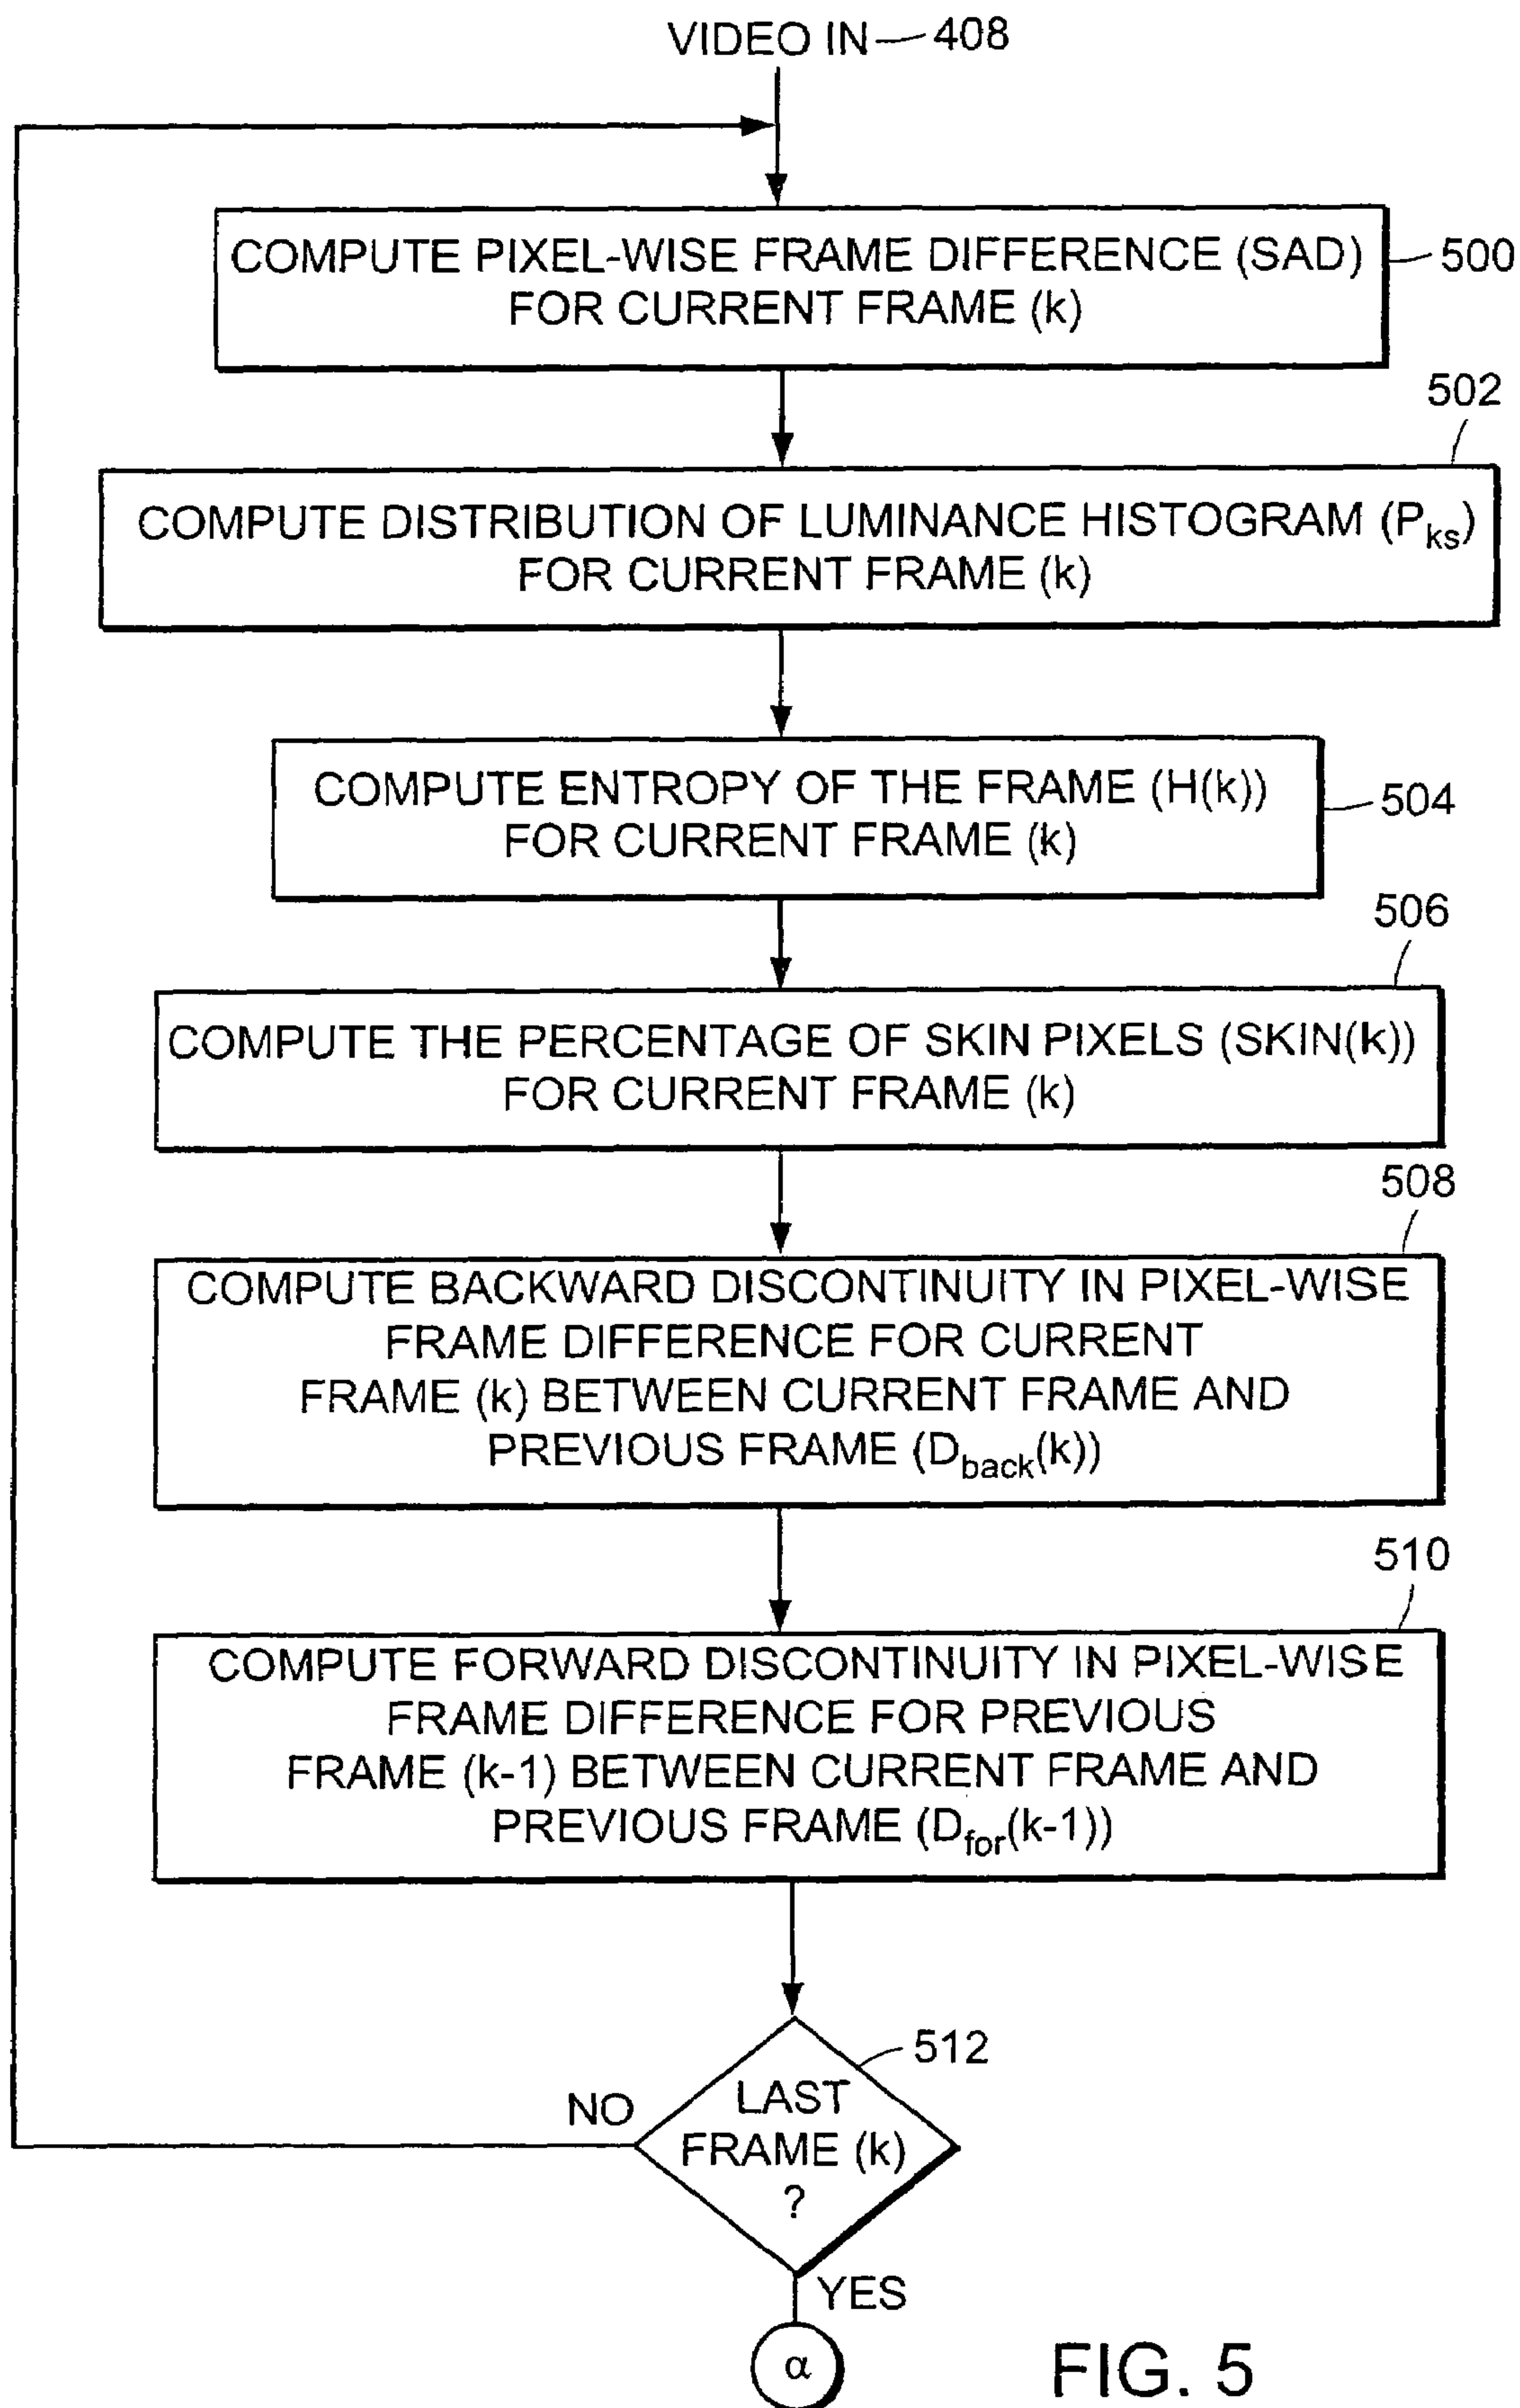 VIDEO IN 408
COMPUTE PIXEL-WISE FRAME DIFFERENCE (SAD)
FOR CURRENT FRAME (k)
500
502
COMPUTE DISTRIBUTION OF LUMINANCE HISTOGRAM (Pks)
FOR CURRENT FRAME (k)
COMPUTE ENTROPY OF THE FRAME (H(k))
FOR CURRENT FRAME (k)
504
506
COMPUTE THE PERCENTAGE OF SKIN PIXELS (SKIN(k))
FOR CURRENT FRAME (k)
508
COMPUTE BACKWARD DISCONTINUITY IN PIXEL-WISE
FRAME DIFFERENCE FOR CURRENT
FRAME (k) BETWEEN CURRENT FRAME AND
PREVIOUS FRAME (Dback(k))
510
COMPUTE FORWARD DISCONTINUITY IN PIXEL-WISE
FRAME DIFFERENCE FOR PREVIOUS
FRAME (k-1) BETWEEN CURRENT FRAME AND
PREVIOUS FRAME (Dfor(k-1))
512
NO
LAST
FRAME (k)
?
YES
α
FIG. 5